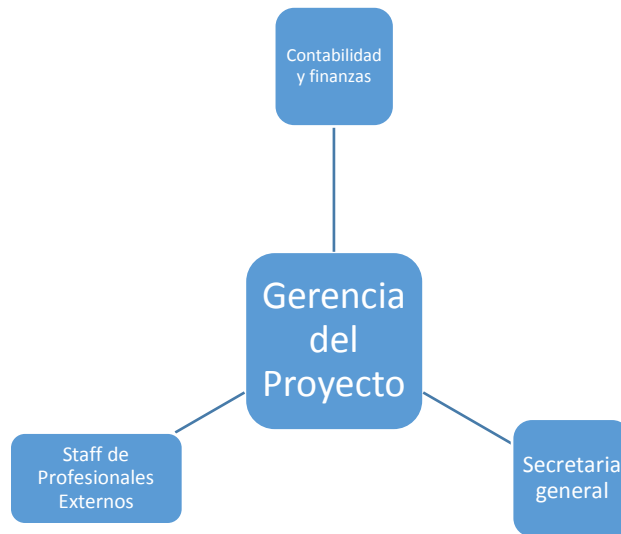 Contabilidad
y finanzas
Gerencia
del
Proyecto
Staff de
Profesionales
Externos
Secretaria
general